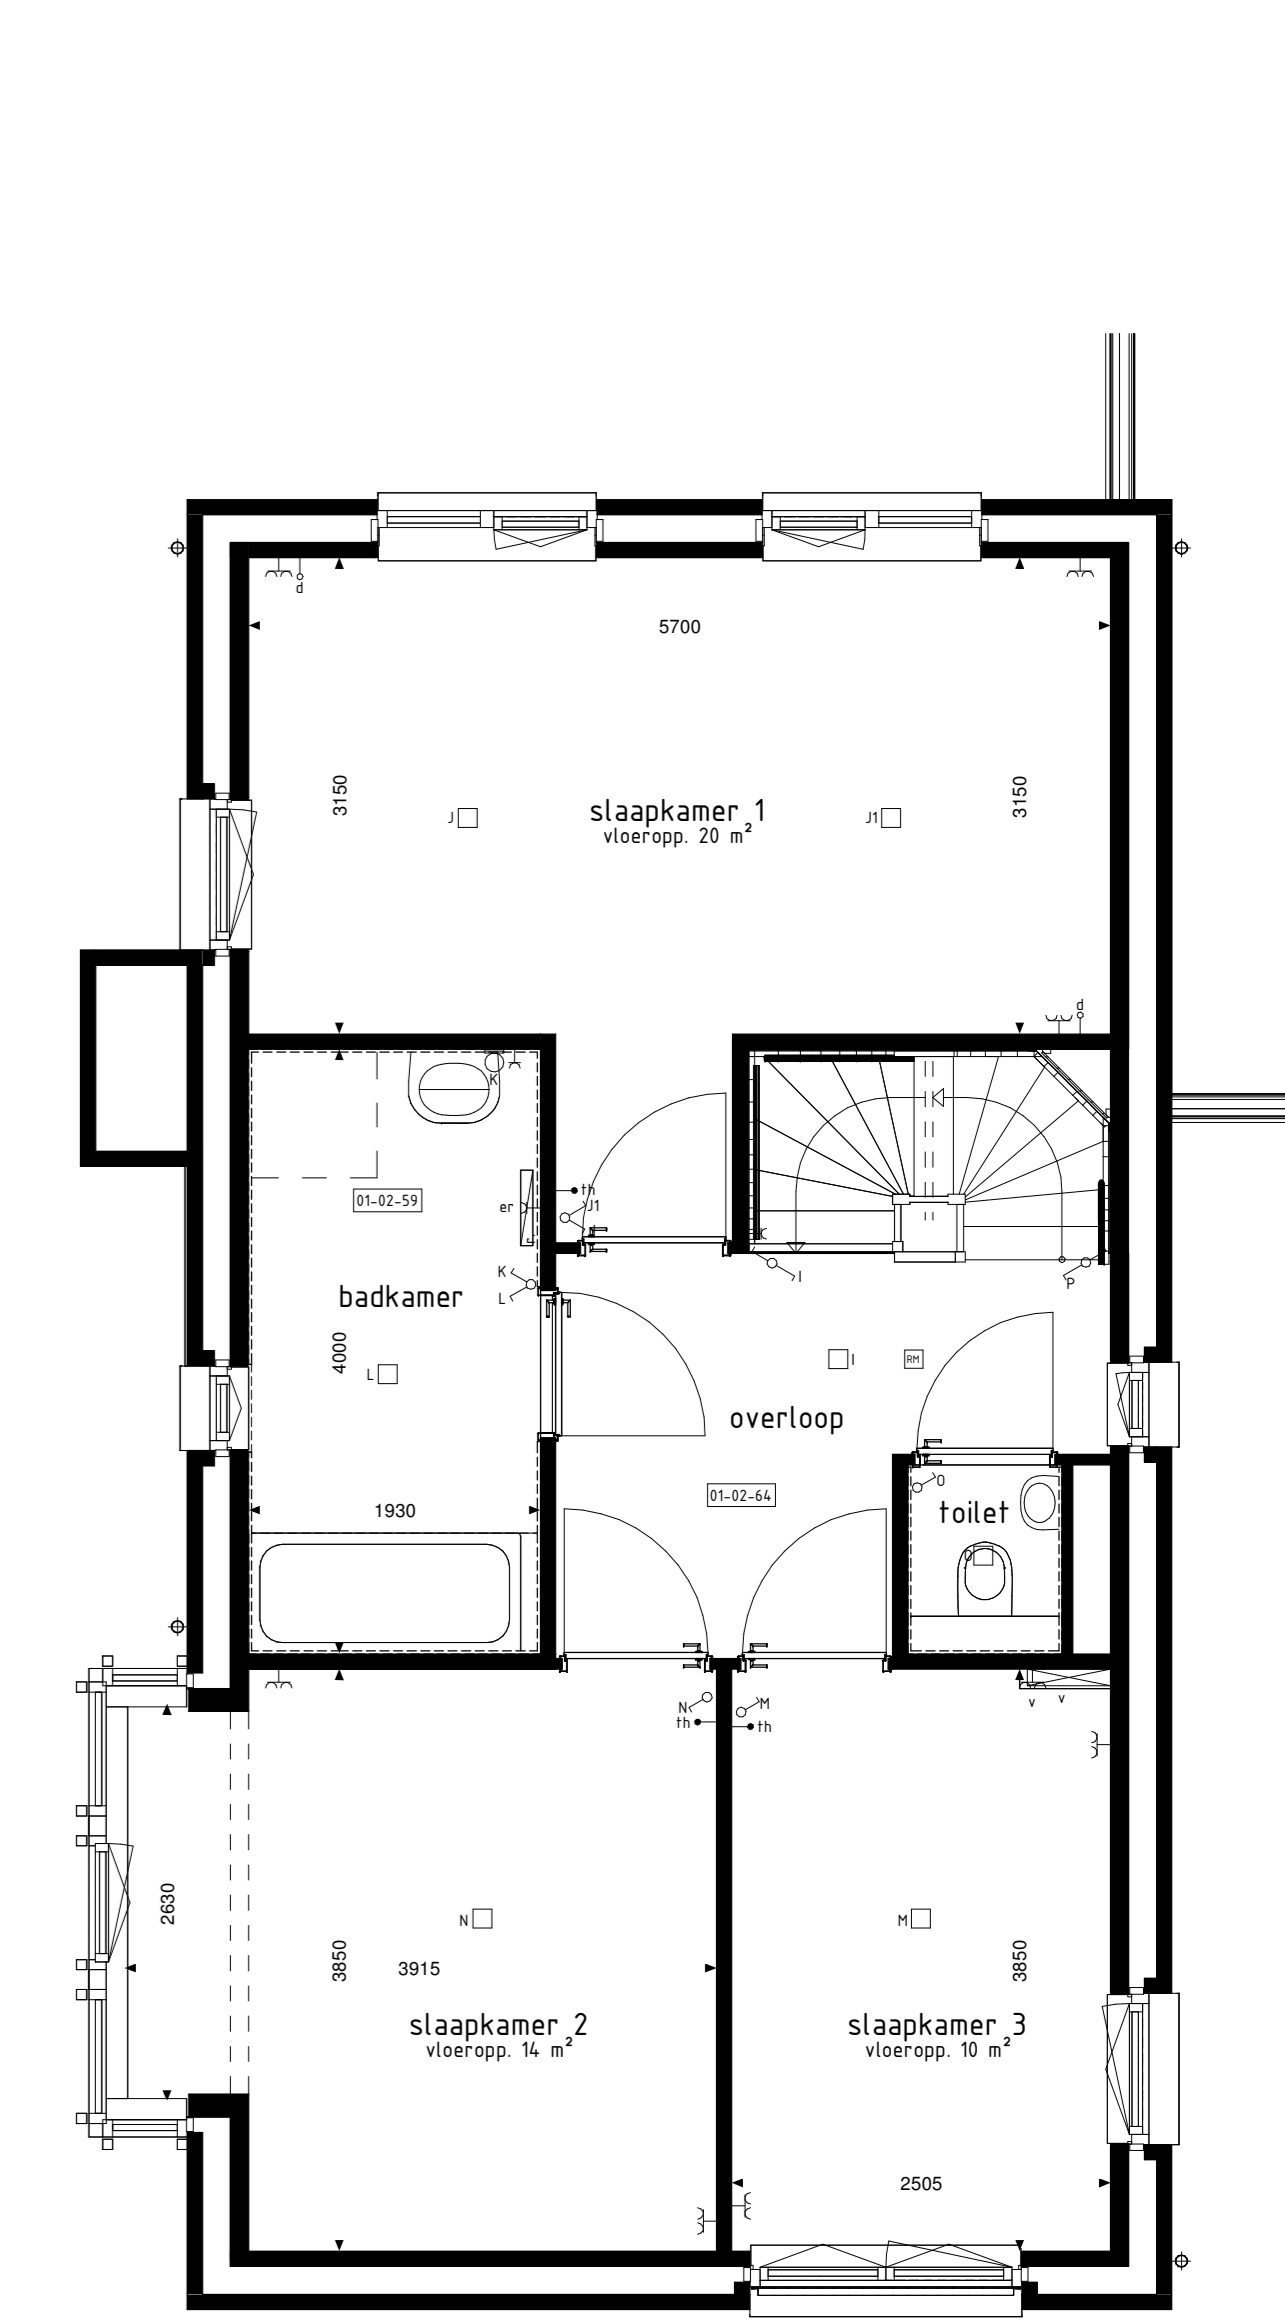 d
5700
3150
3150
slaapkamer 1
vloeropp. 20 m²
J
J1
d
K
01-02-59
er
th
J1
K
L
I
P
badkamer
4000
L
I
RM
overloop
1930
01-02-64
O
toilet
O
N
th
M
th
v
v
2630
3850
3915
N
M
3850
slaapkamer 2
vloeropp. 14 m²
slaapkamer 3
vloeropp. 10 m²
2505